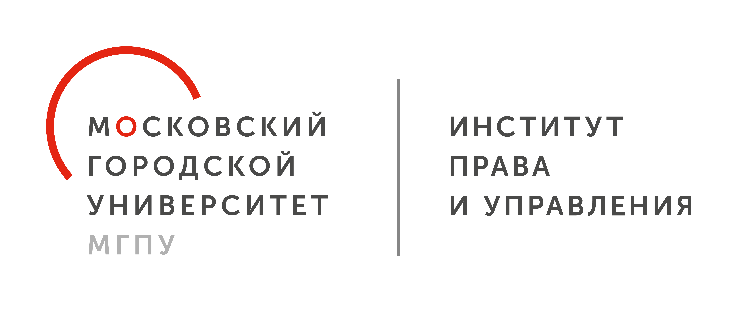 МОСКОВСКИЙ
ГОРОДСКОЙ
УНИВЕРСИТЕТ
МГПУ
ИНСТИТУТ
ПРАВА
И УПРАВЛЕНИЯ